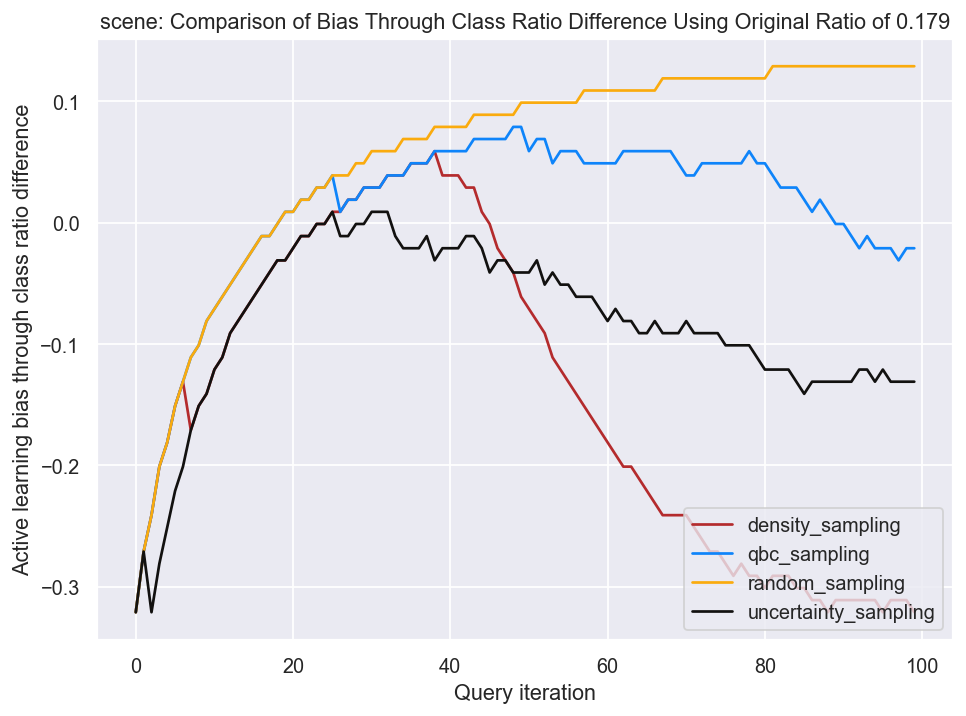 scene: Comparison of Bias Through Class Ratio Difference Using Original Ratio of 0.179
Active learning bias through class ratio difference
0.1
0.0
−0.1
−0.2
−0.3
density_sampling
qbc_sampling
random_sampling
uncertainty_sampling
0 20 40 60 80 100
Query iteration